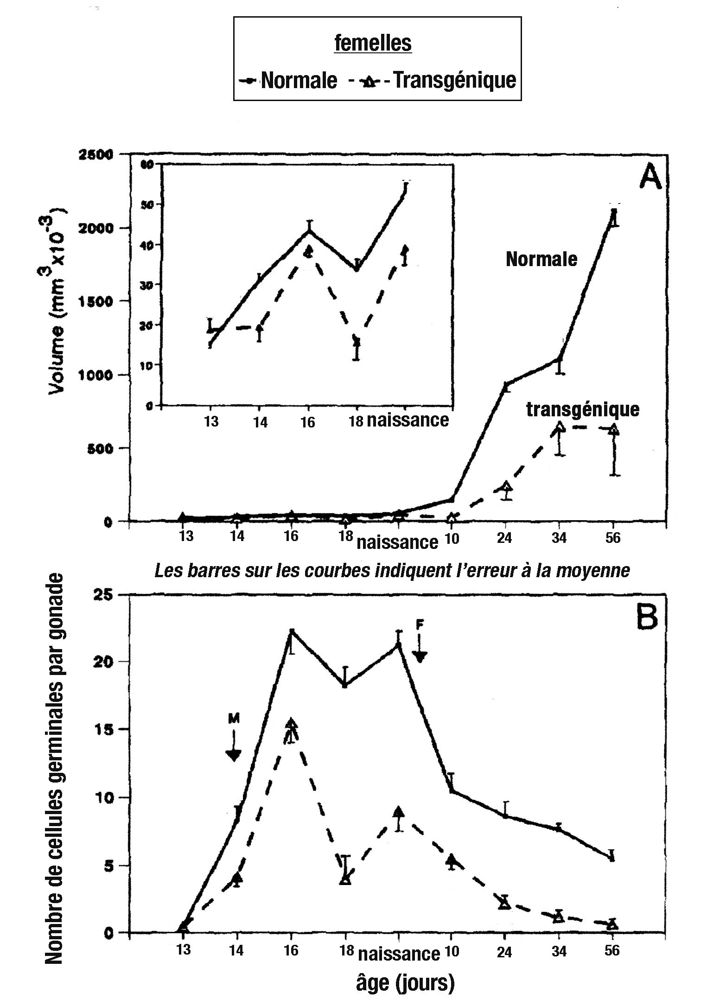 femelles
Normale Transgénique
A
Volume (mm3 x10-3)
2500
2000
1500
1000
500
0
60
50
40
30
20
10
0
13 14 16 18 naissance
Normale
transgénique
13 14 16 18 naissance 10 24 34 56
Les barres sur les courbes indiquent l'erreur à la moyenne
B
Nombre de cellules germinales par gonade
25
20
15
10
5
0
M
F
13 14 16 18 naissance 10 24 34 56
âge (jours)